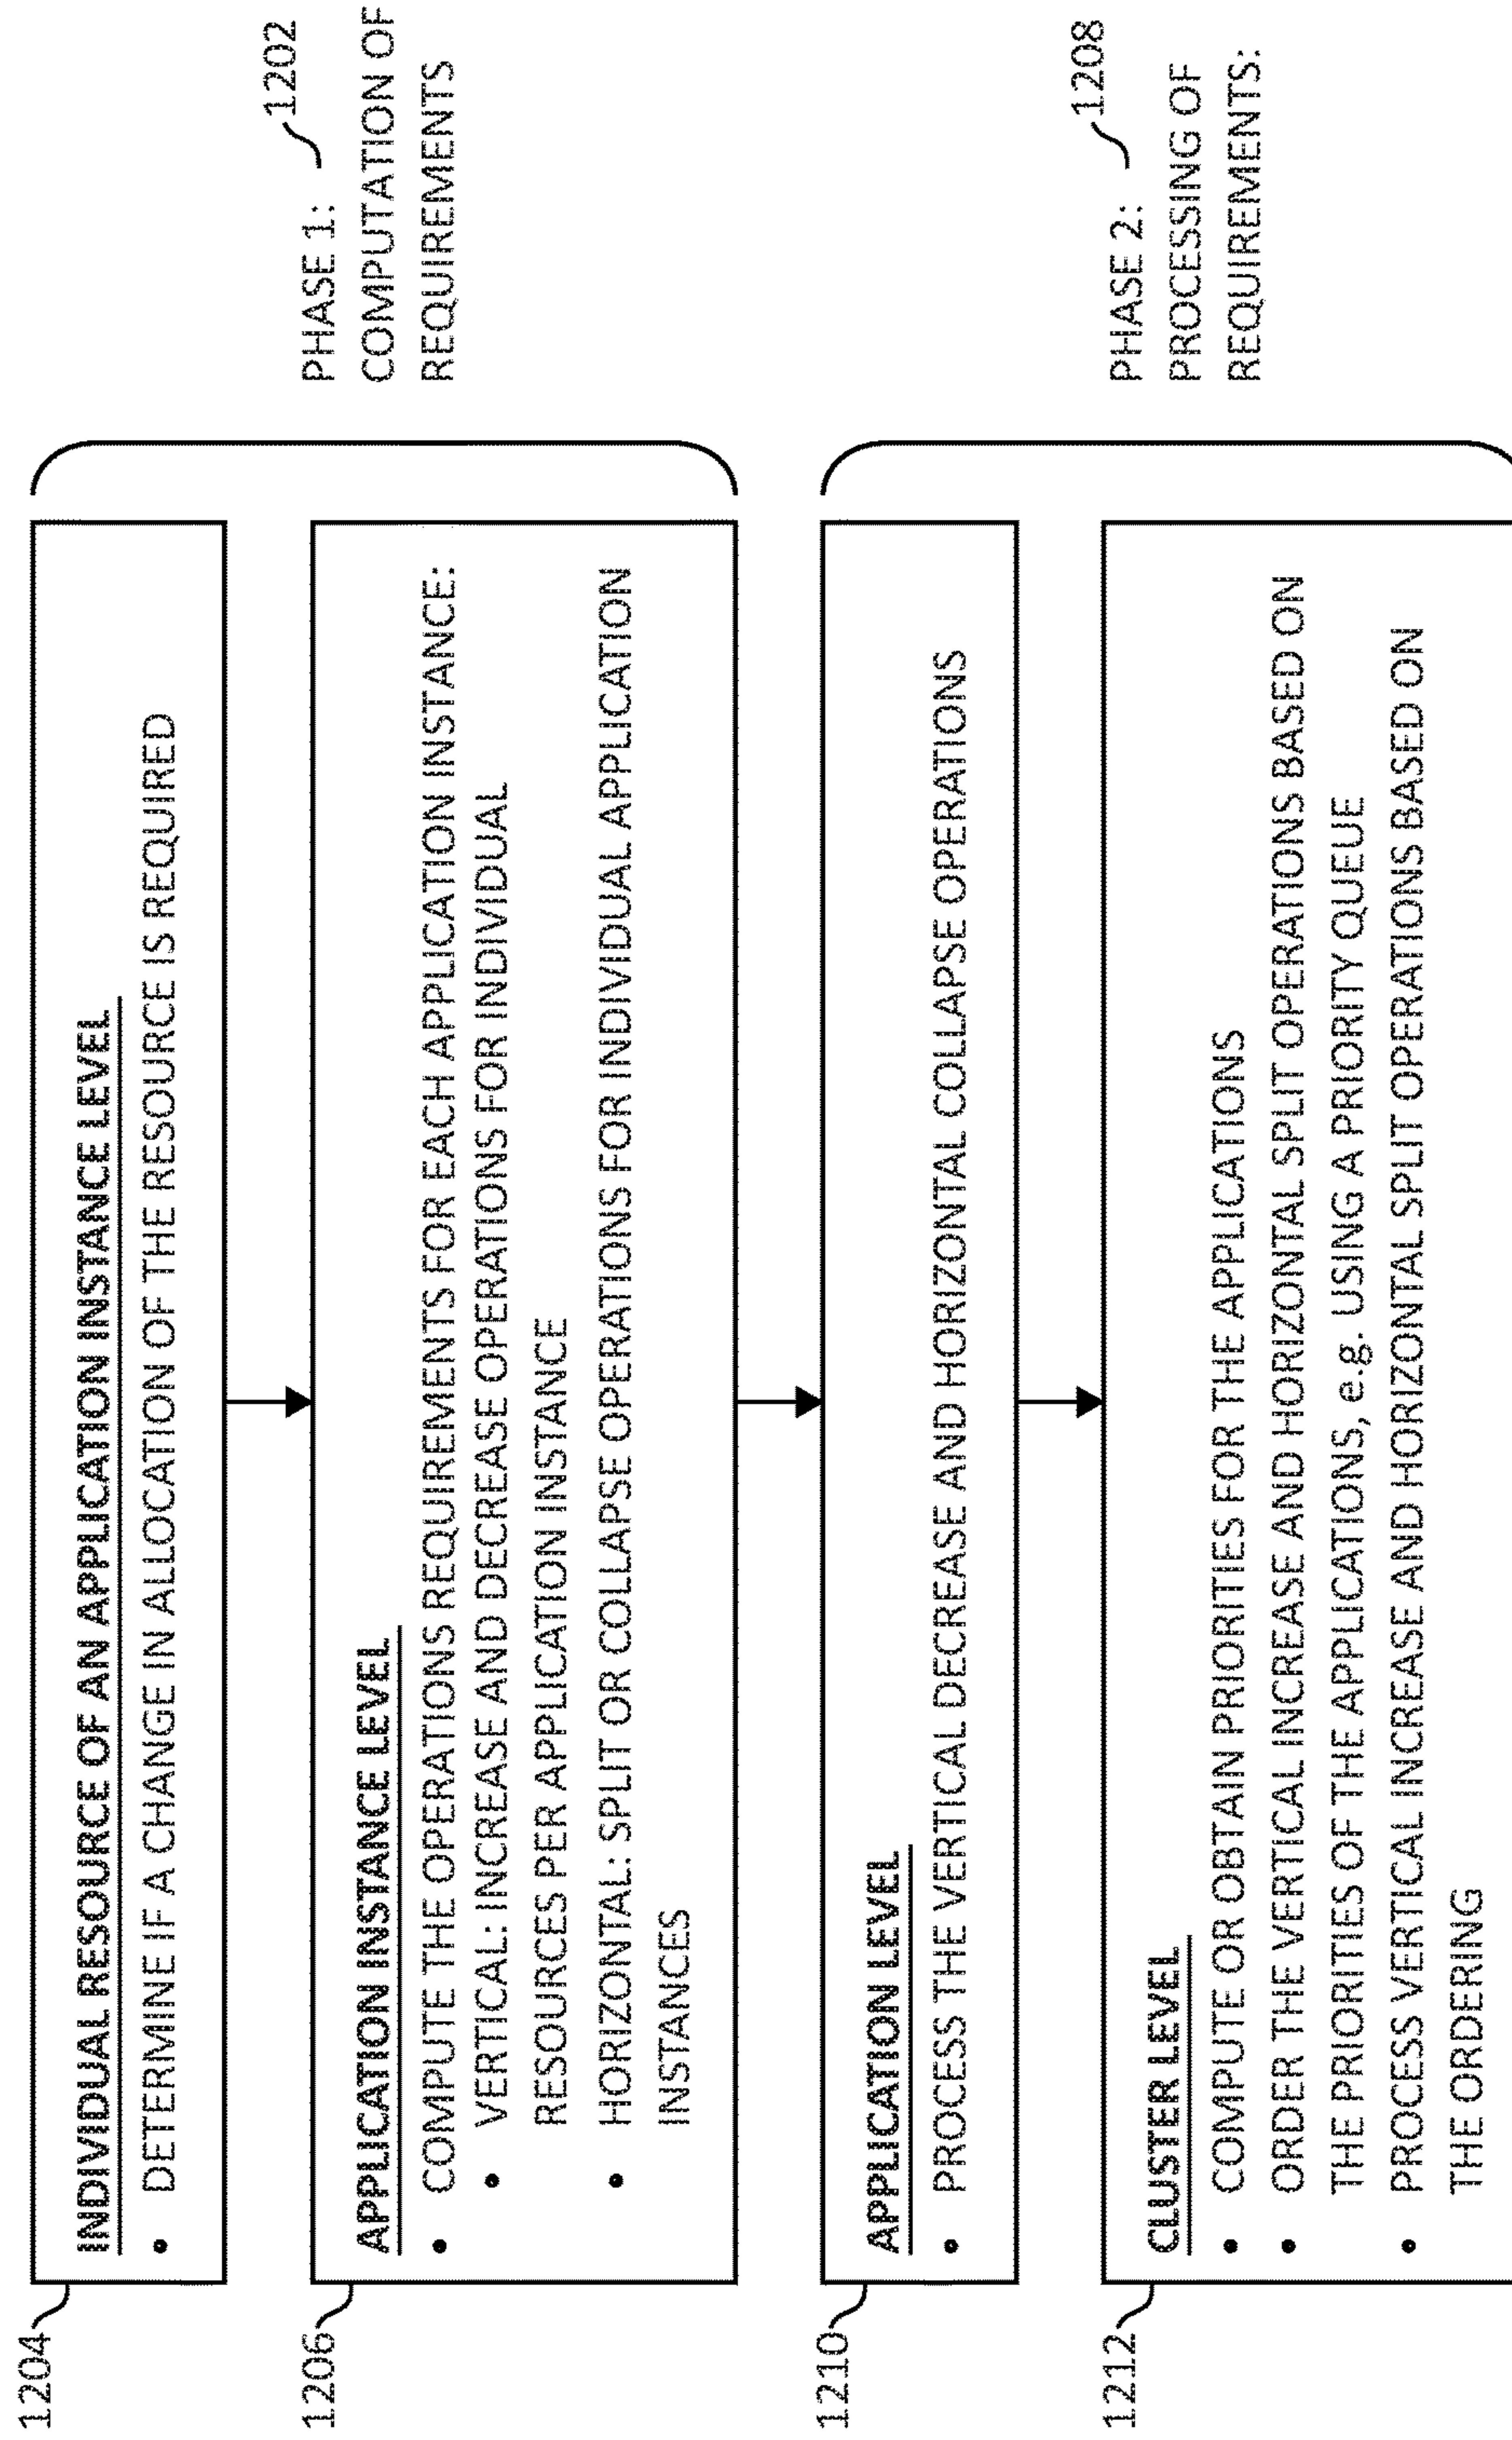 1204
INDIVIDUAL RESOURCE OF AN APPLICATION INSTANCE LEVEL
• DETERMINE IF A CHANGE IN ALLOCATION OF THE RESOURCE IS REQUIRED
1202
PHASE 1:
COMPUTATION OF
REQUIREMENTS
1206
APPLICATION INSTANCE LEVEL
• COMPUTE THE OPERATIONS REQUIREMENTS FOR EACH APPLICATION INSTANCE:
• VERTICAL: INCREASE AND DECREASE OPERATIONS FOR INDIVIDUAL
RESOURCES PER APPLICATION INSTANCE
• HORIZONTAL: SPLIT OR COLLAPSE OPERATIONS FOR INDIVIDUAL APPLICATION
INSTANCES
1210
APPLICATION LEVEL
• PROCESS THE VERTICAL DECREASE AND HORIZONTAL COLLAPSE OPERATIONS
1208
PHASE 2:
PROCESSING OF
REQUIREMENTS:
1212
CLUSTER LEVEL
• COMPUTE OR OBTAIN PRIORITIES FOR THE APPLICATIONS
• ORDER THE VERTICAL INCREASE AND HORIZONTAL SPLIT OPERATIONS BASED ON
THE PRIORITIES OF THE APPLICATIONS, e.g. USING A PRIORITY QUEUE
• PROCESS VERTICAL INCREASE AND HORIZONTAL SPLIT OPERATIONS BASED ON
THE ORDERING